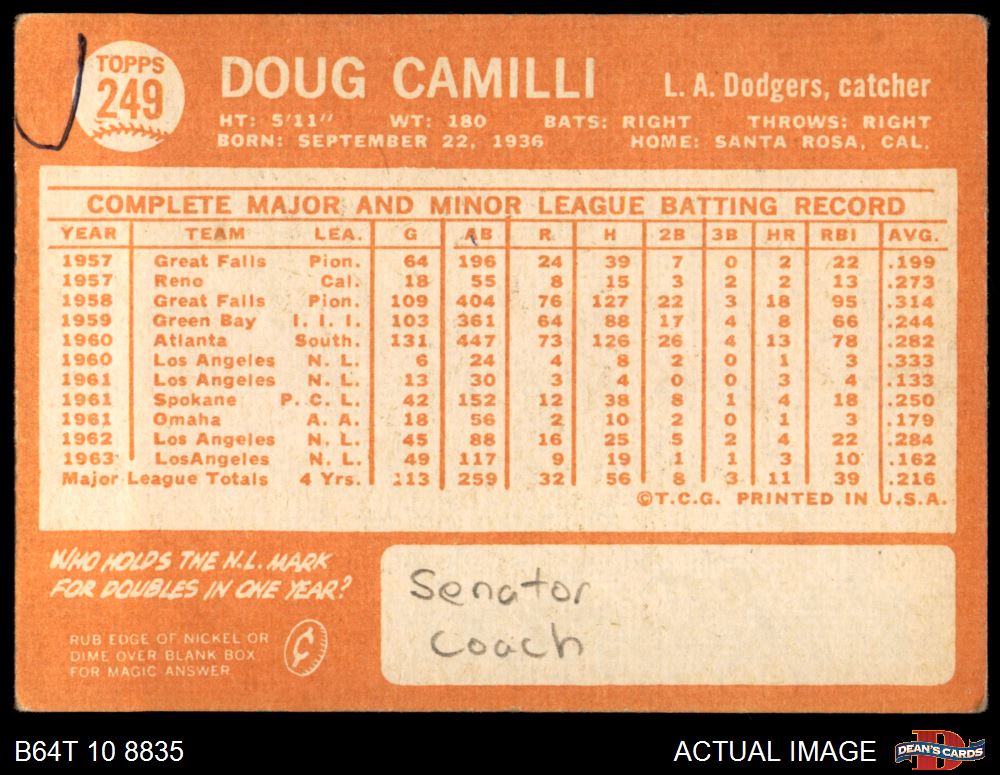 TOPPS
249
DOUG CAMILLI
L. A. Dodgers, catcher
HT: 5'11" WT: 180 BATS: RIGHT THROWS: RIGHT
BORN: SEPTEMBER 22, 1936 HOME: SANTA ROSA, CAL.
COMPLETE MAJOR AND MINOR LEAGUE BATTING RECORD
YEAR TEAM LEA. G AB R H 2B 3B HR RBI AVG.
1957 Great Falls Pion. 64 196 24 39 7 0 2 22 .199
1957 Reno Cal. 18 55 8 15 3 2 2 13 .273
1958 Great Falls Pion. 109 404 76 127 22 3 18 95 .314
1959 Green Bay I. I. I. 103 361 64 88 17 4 8 66 .244
1960 Atlanta South. 131 447 73 126 26 4 13 78 .282
1960 Los Angeles N. L. 6 24 4 8 2 0 1 3 .333
1961 Los Angeles N. L. 13 30 3 4 0 0 3 4 .133
1961 Spokane P. C. L. 42 152 12 38 8 1 4 18 .250
1961 Omaha A. A. 18 56 2 10 2 0 1 3 .179
1962 Los Angeles N. L. 45 88 16 25 5 2 4 22 .284
1963 LosAngeles N. L. 49 117 9 19 1 1 3 10 .162
Major League Totals 4 Yrs. 113 259 32 56 8 3 11 39 .216
©T.C.G. PRINTED IN U.S.A.
WHO HOLDS THE N.L. MARK
FOR DOUBLES IN ONE YEAR?
RUB EDGE OF NICKEL OR
DIME OVER BLANK BOX
FOR MAGIC ANSWER
¢
Senator
Coach
B64T 10 8835
ACTUAL IMAGE
D
DEAN'S CARDS